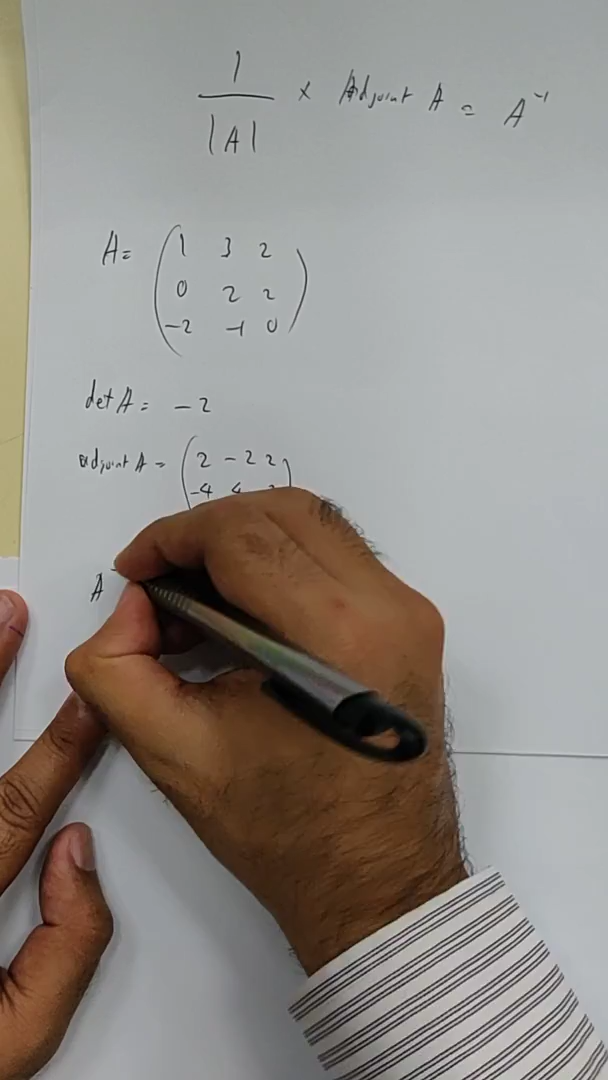 1
— × Adjoint A = A⁻¹
|A|
A = ( 1 3 2
0 2 2
-2 -1 0 )
det A = -2
adjoint A = ( 2 -2 2 )
-4 4
A